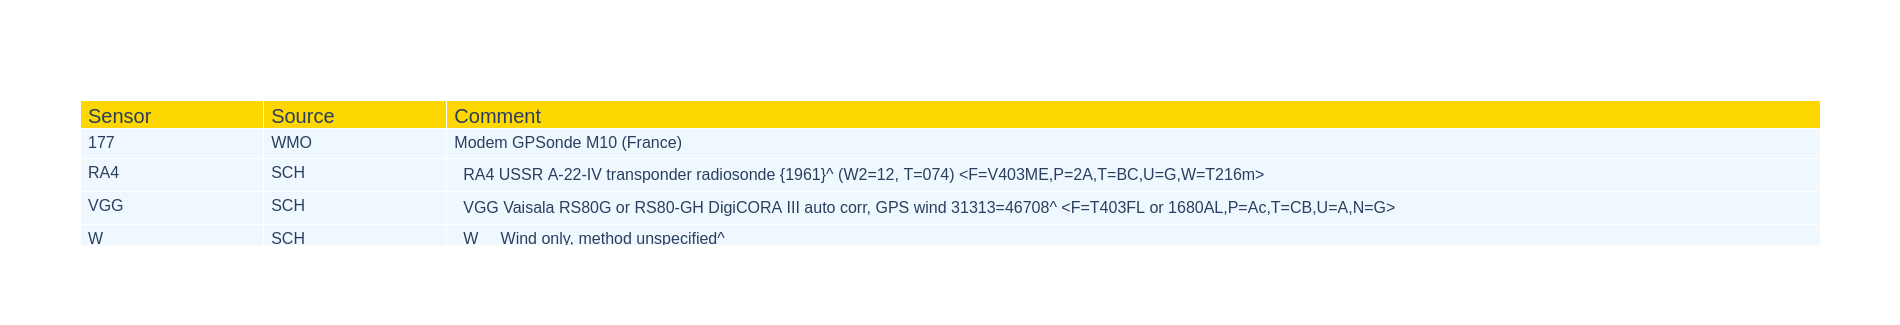 Sensor Source Comment
177 WMO Modem GPSonde M10 (France)
RA4 SCH RA4 USSR A-22-IV transponder radiosonde {1961}^ (W2=12, T=074) <F=V403ME,P=2A,T=BC,U=G,W=T216m>
VGG SCH VGG Vaisala RS80G or RS80-GH DigiCORA III auto corr, GPS wind 31313=46708^ <F=T403FL or 1680AL,P=Ac,T=CB,U=A,N=G>
W SCH W Wind only, method unspecified^